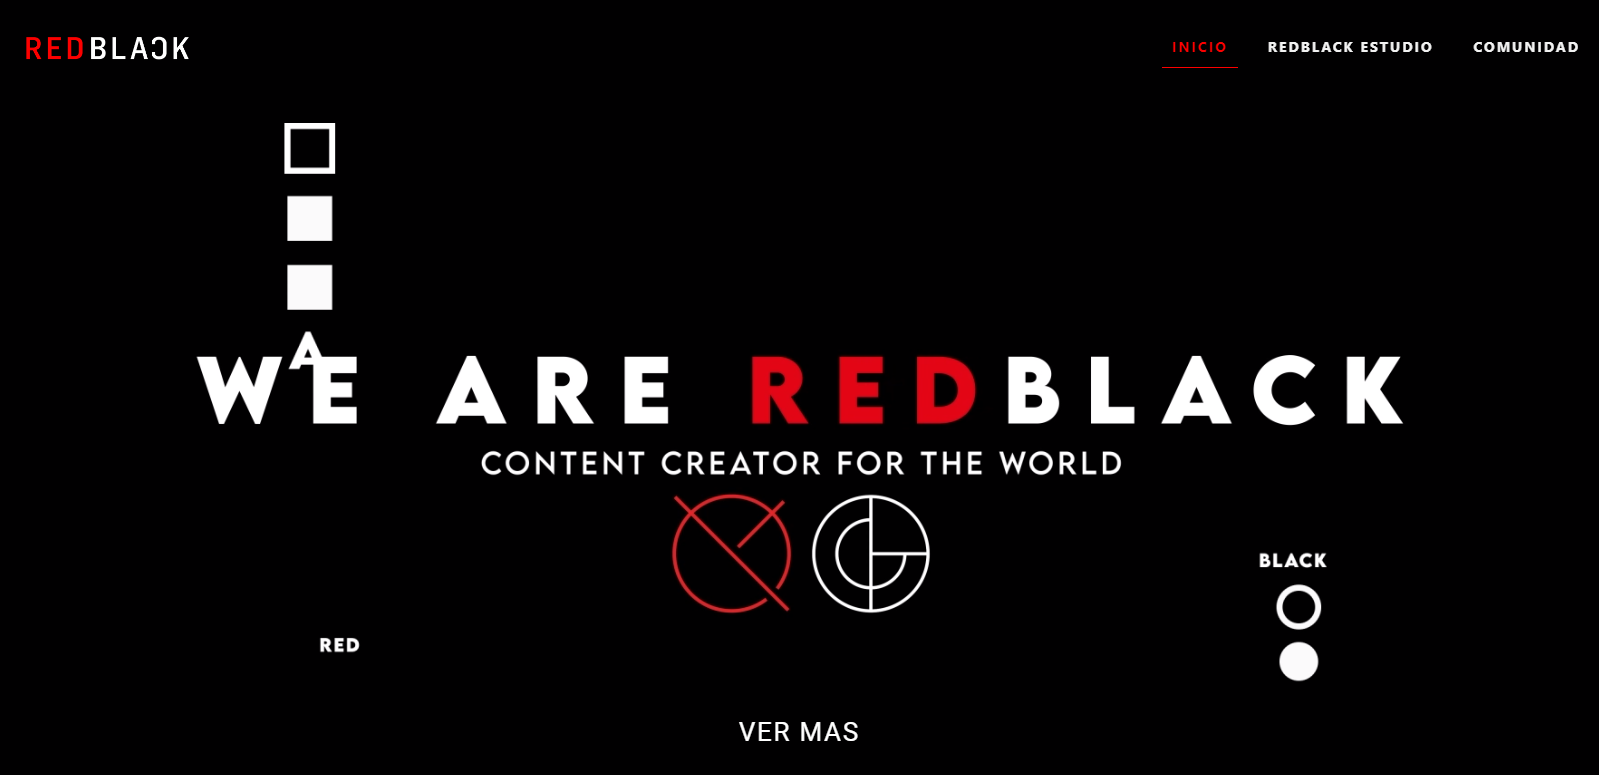 REDBLACK
INICIO
REDBLACK ESTUDIO
COMUNIDAD
A
WE ARE REDBLACK
CONTENT CREATOR FOR THE WORLD
BLACK
RED
VER MAS